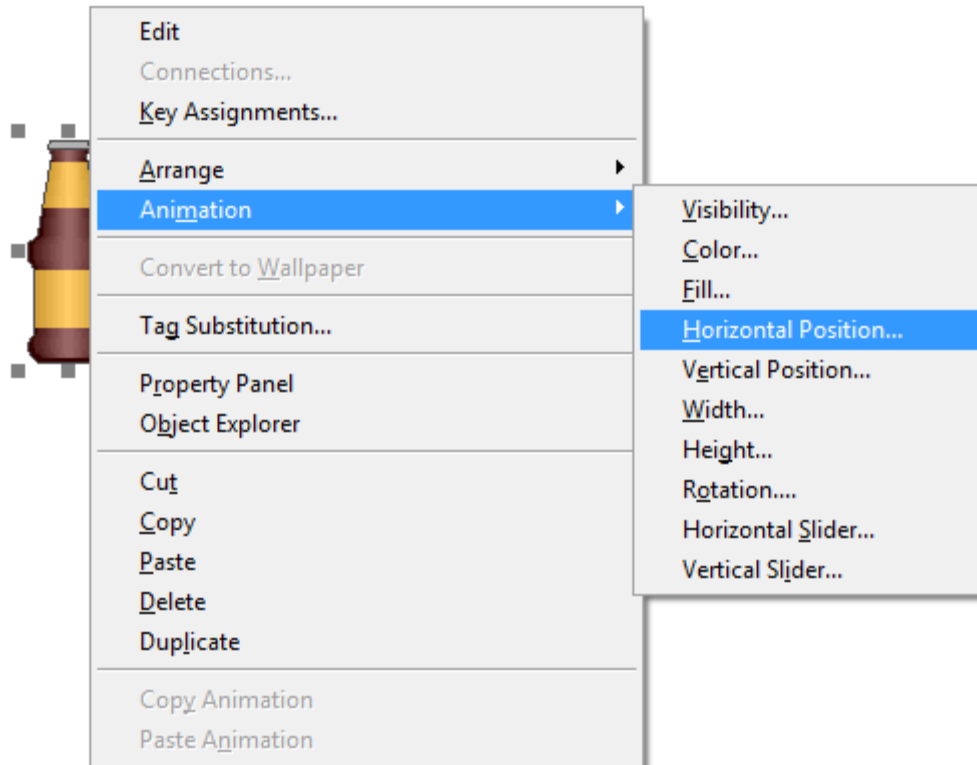 Edit
Connections...
Key Assignments...
Arrange
Animation
Convert to Wallpaper
Tag Substitution...
Property Panel
Object Explorer
Cut
Copy
Paste
Delete
Duplicate
Copy Animation
Paste Animation
Visibility...
Color...
Fill...
Horizontal Position...
Vertical Position...
Width...
Height...
Rotation....
Horizontal Slider...
Vertical Slider...